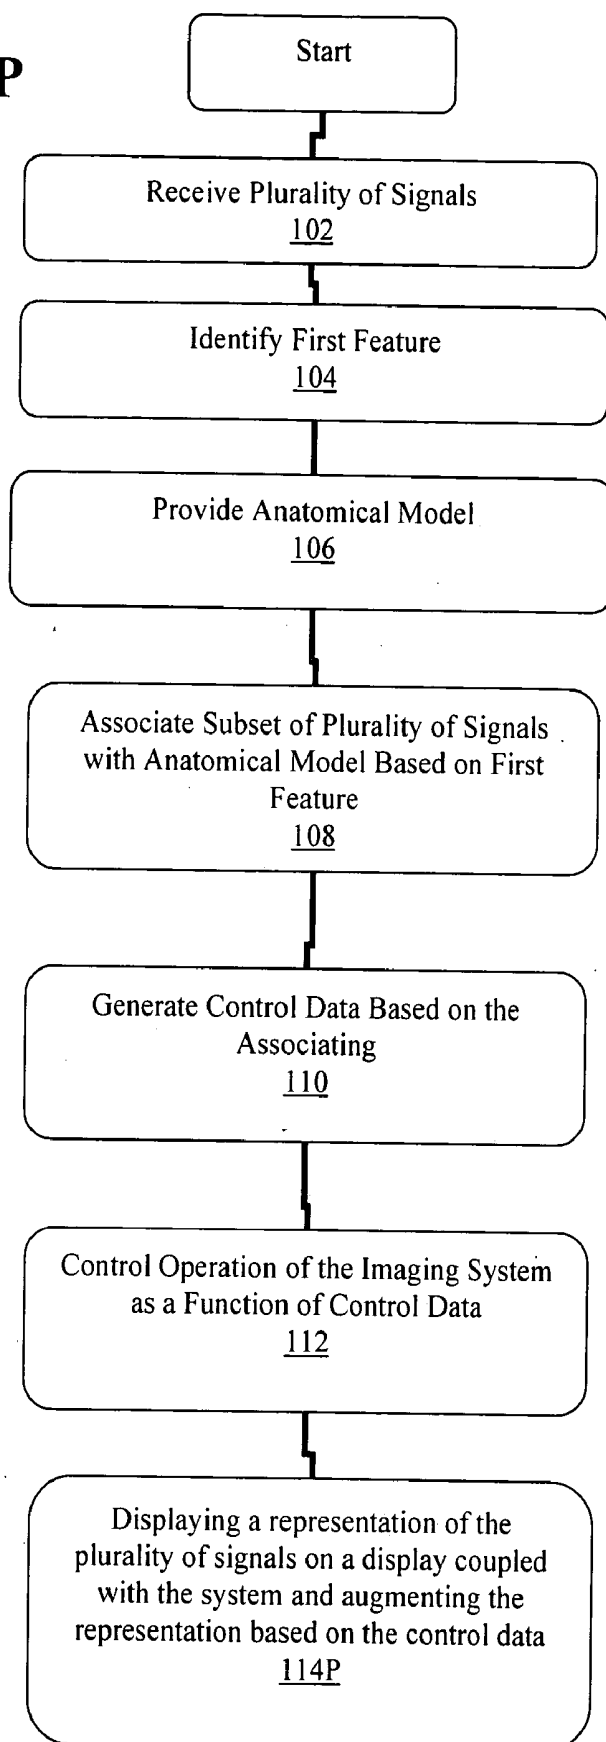 P
Start
Receive Plurality of Signals
102
Identify First Feature
104
Provide Anatomical Model
106
Associate Subset of Plurality of Signals
with Anatomical Model Based on First
Feature
108
Generate Control Data Based on the
Associating
110
Control Operation of the Imaging System
as a Function of Control Data
112
Displaying a representation of the
plurality of signals on a display coupled
with the system and augmenting the
representation based on the control data
114P